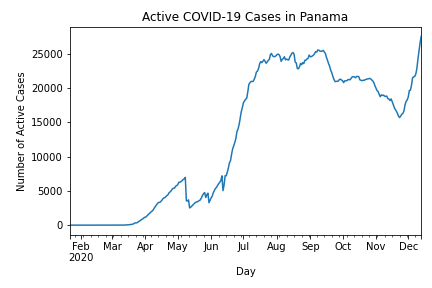 Active COVID-19 Cases in Panama
Number of Active Cases
25000
20000
15000
10000
5000
0
Feb Mar Apr May Jun Jul Aug Sep Oct Nov Dec
2020
Day